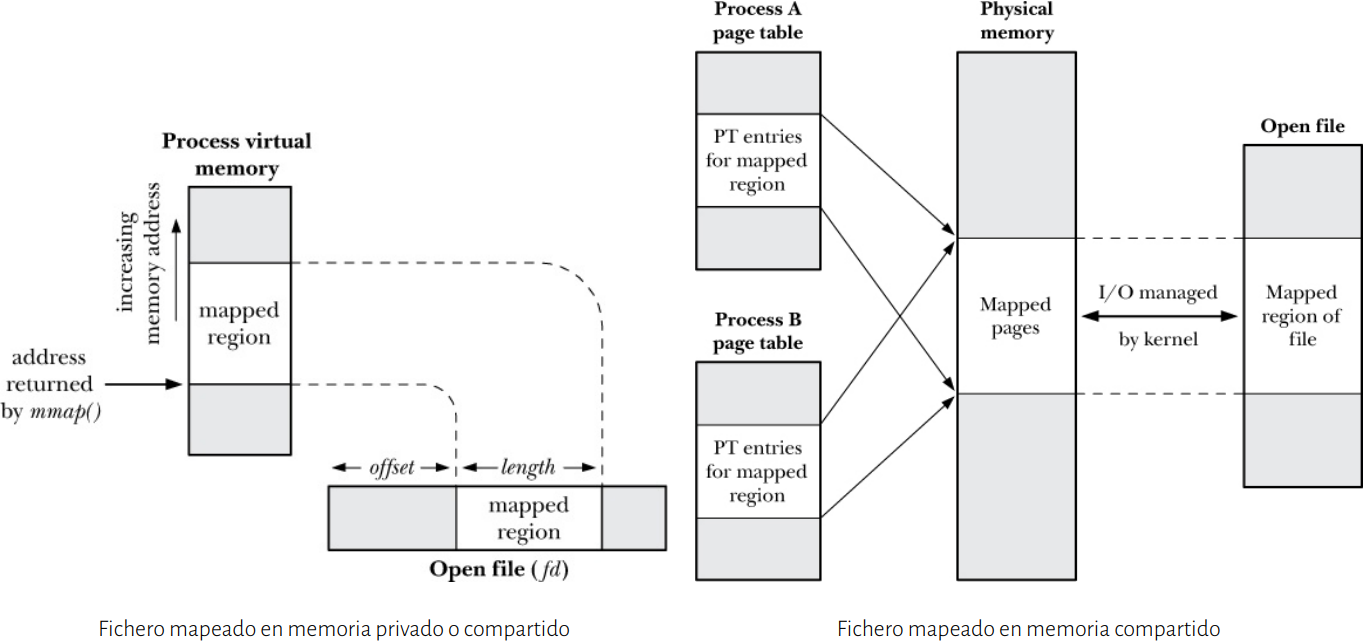 Process virtual
memory
increasing
memory address
mapped
region
address
returned
by mmap()
offset
length
mapped
region
Open file (fd)
Fichero mapeado en memoria privado o compartido
Process A
page table
PT entries
for mapped
region
Process B
page table
PT entries
for mapped
region
Physical
memory
Mapped
pages
I/O managed
by kernel
Open file
Mapped
region of
file
Fichero mapeado en memoria compartido